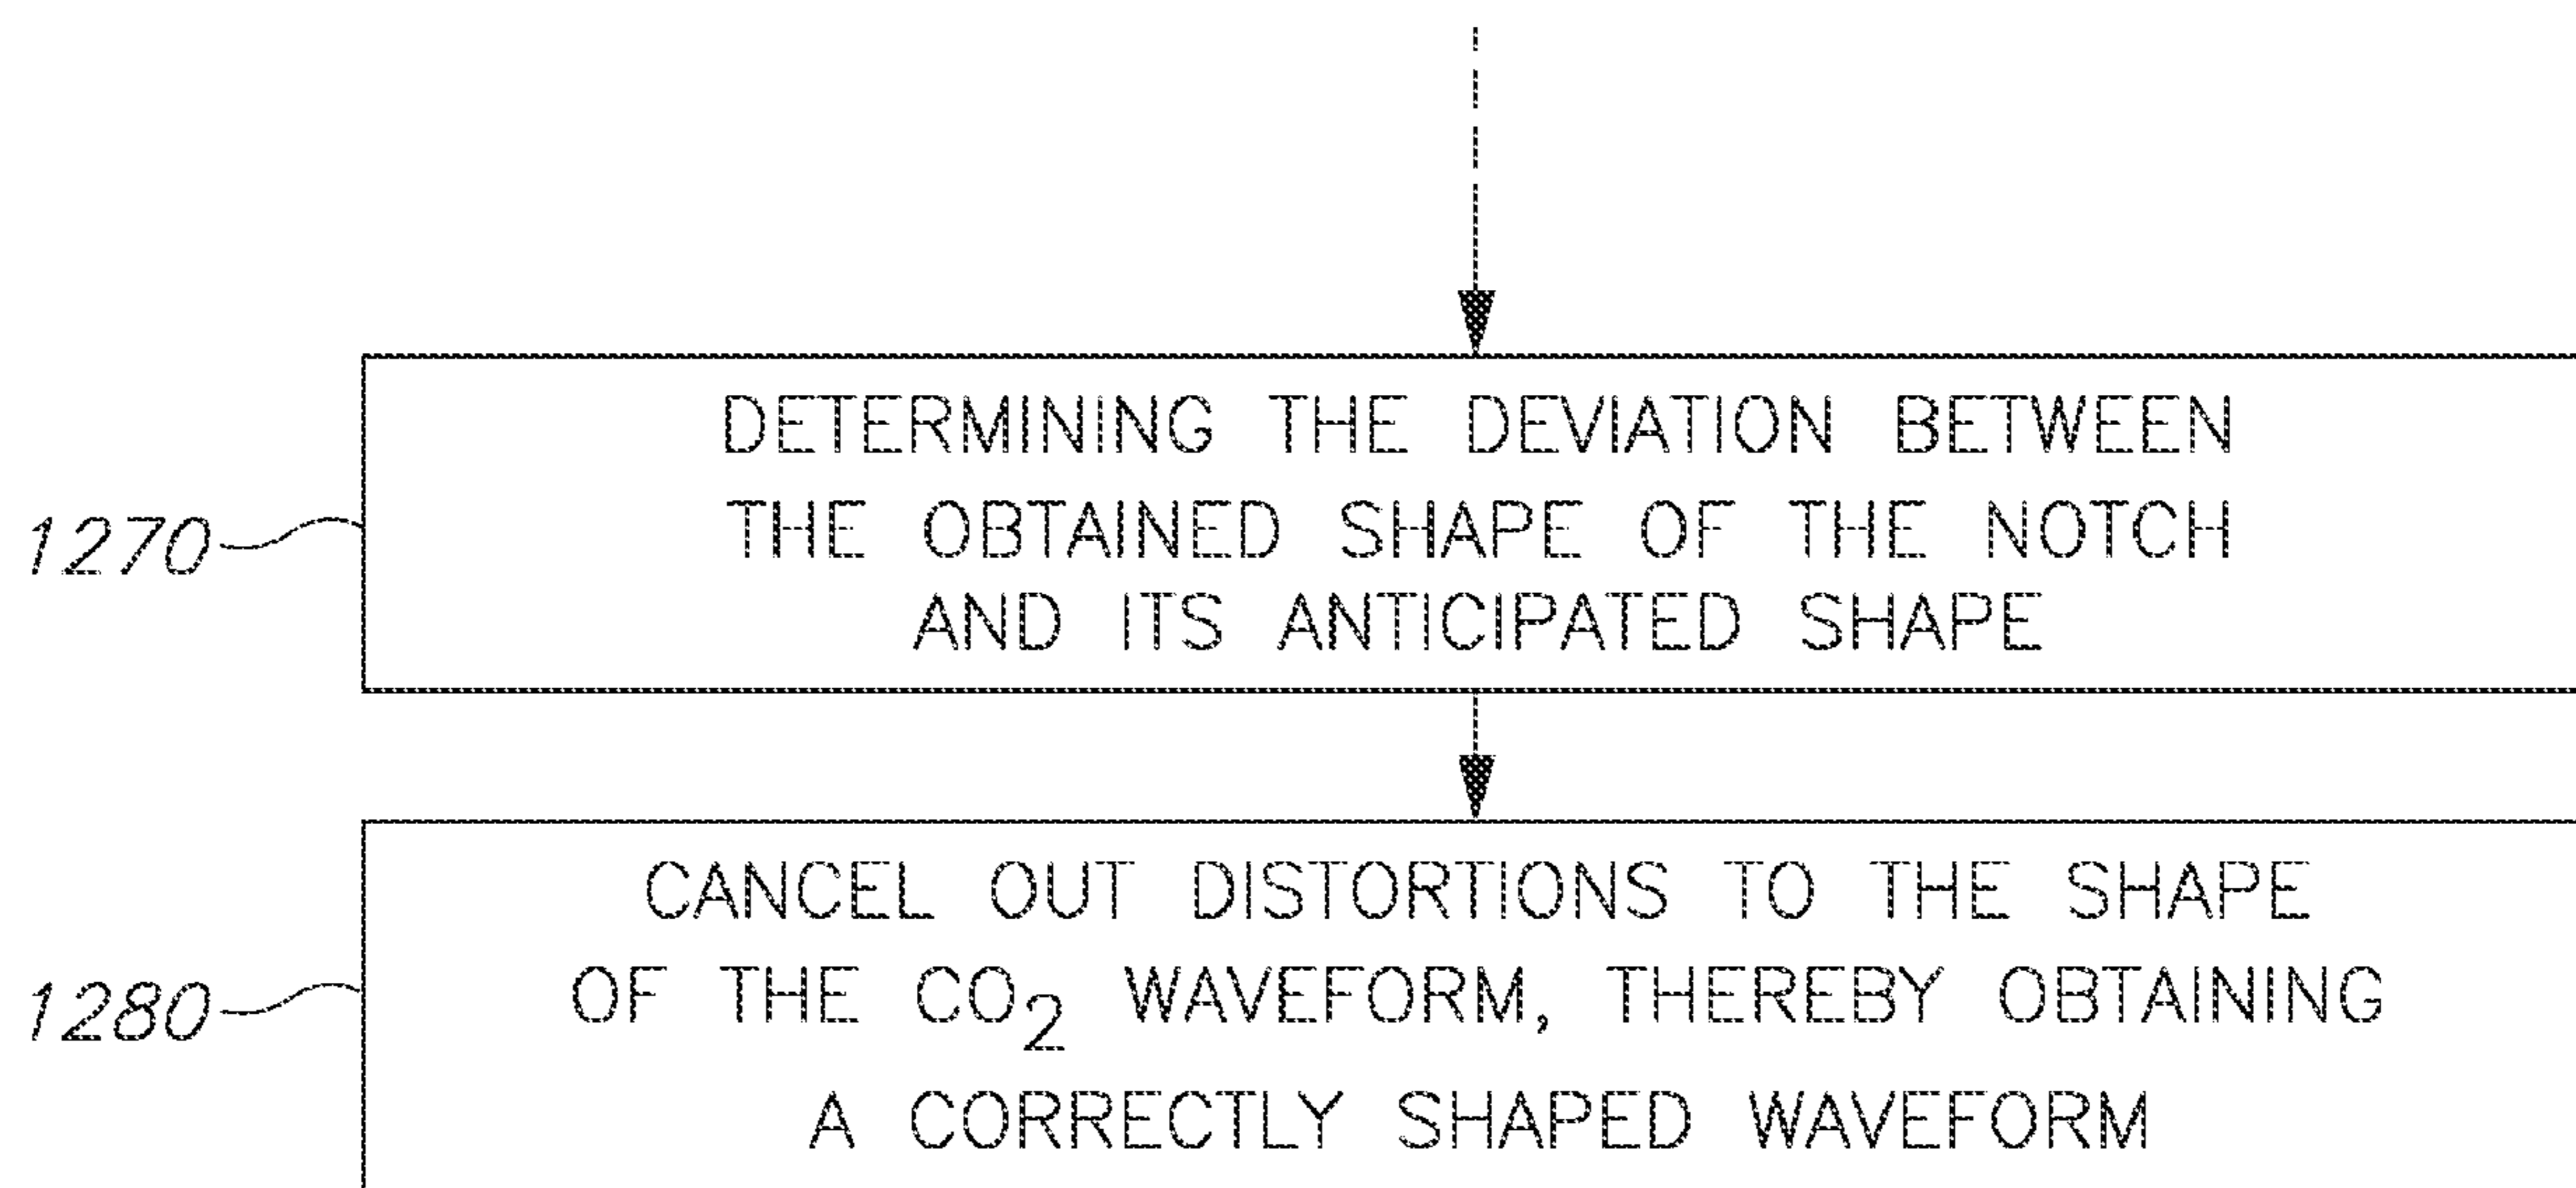 DETERMINING THE DEVIATION BETWEEN
THE OBTAINED SHAPE OF THE NOTCH
AND ITS ANTICIPATED SHAPE
1270
CANCEL OUT DISTORTIONS TO THE SHAPE
OF THE CO₂ WAVEFORM, THEREBY OBTAINING
A CORRECTLY SHAPED WAVEFORM
1280